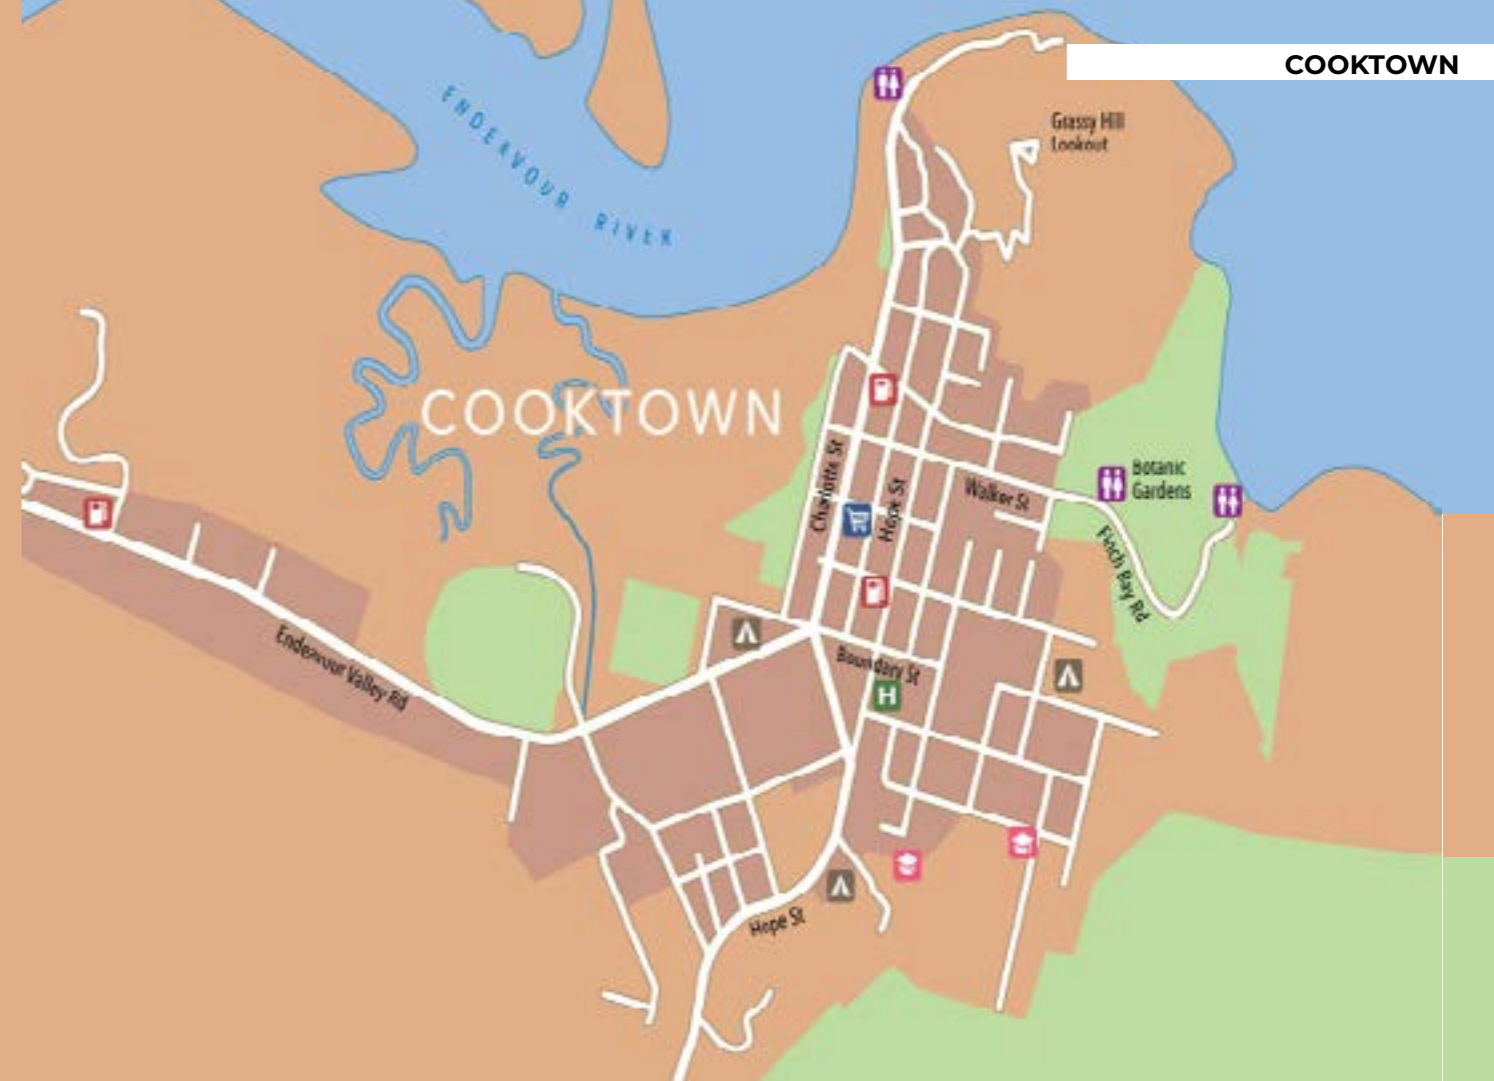 COOKTOWN
Grassy Hill
Lookout
ENDEAVOUR RIVER
COOKTOWN
Botanic
Gardens
Charlotte St
Hope St
Walker St
Finch Bay Rd
Endeavour Valley Rd
Boundary St
H
Hope St